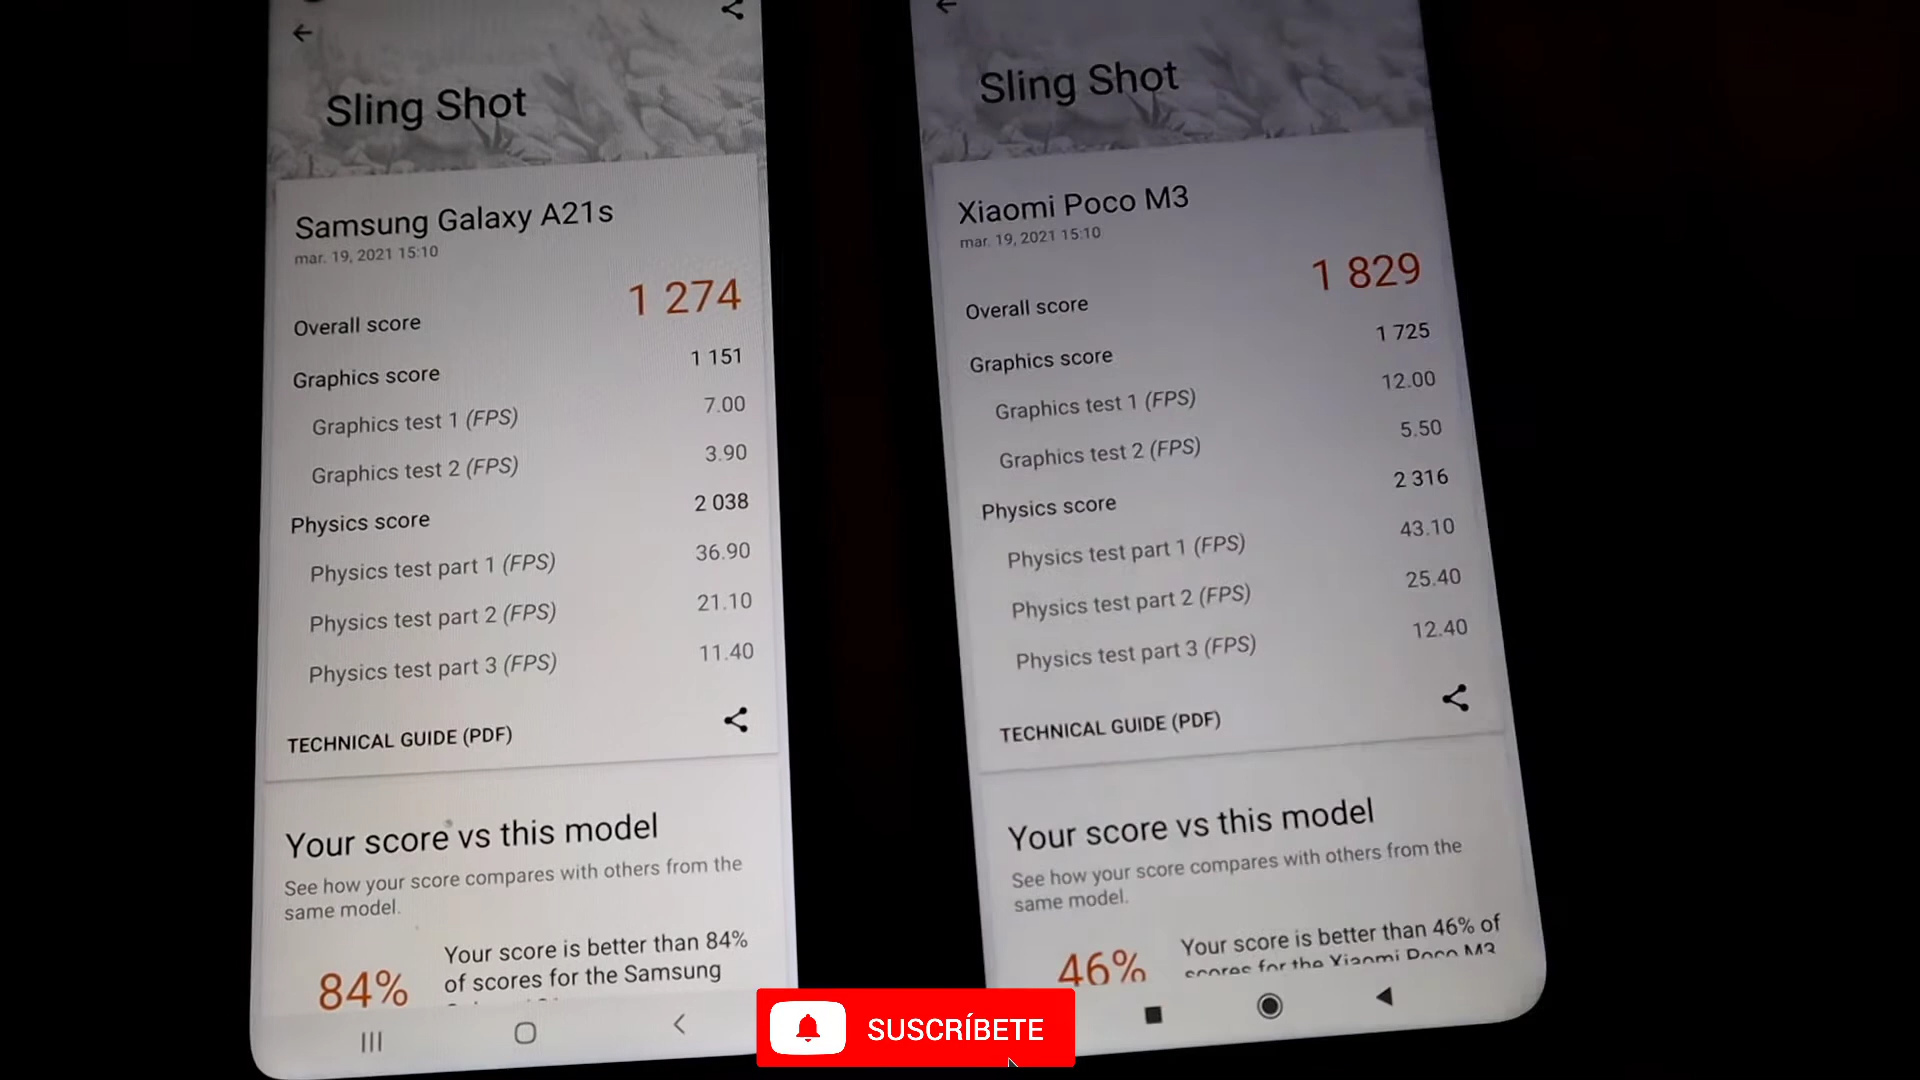 Sling Shot
Samsung Galaxy A21s
mar. 19, 2021 15:10
Overall score 1 274
Graphics score 1 151
Graphics test 1 (FPS) 7.00
Graphics test 2 (FPS) 3.90
Physics score 2 038
Physics test part 1 (FPS) 36.90
Physics test part 2 (FPS) 21.10
Physics test part 3 (FPS) 11.40
TECHNICAL GUIDE (PDF)
Your score vs this model
See how your score compares with others from the
same model.
84%
Your score is better than 84%
of scores for the Samsung
Sling Shot
Xiaomi Poco M3
mar. 19, 2021 15:10
Overall score 1 829
Graphics score 1 725
Graphics test 1 (FPS) 12.00
Graphics test 2 (FPS) 5.50
Physics score 2 316
Physics test part 1 (FPS) 43.10
Physics test part 2 (FPS) 25.40
Physics test part 3 (FPS) 12.40
TECHNICAL GUIDE (PDF)
Your score vs this model
See how your score compares with others from the
same model.
46%
Your score is better than 46% of
scores for the Xiaomi Poco M3
SUSCRÍBETE